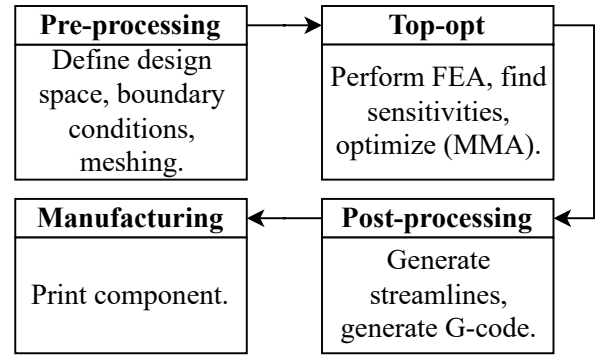 Pre-processing
Define design
space, boundary
conditions,
meshing.
Top-opt
Perform FEA, find
sensitivities,
optimize (MMA).
Post-processing
Generate
streamlines,
generate G-code.
Manufacturing
Print component.